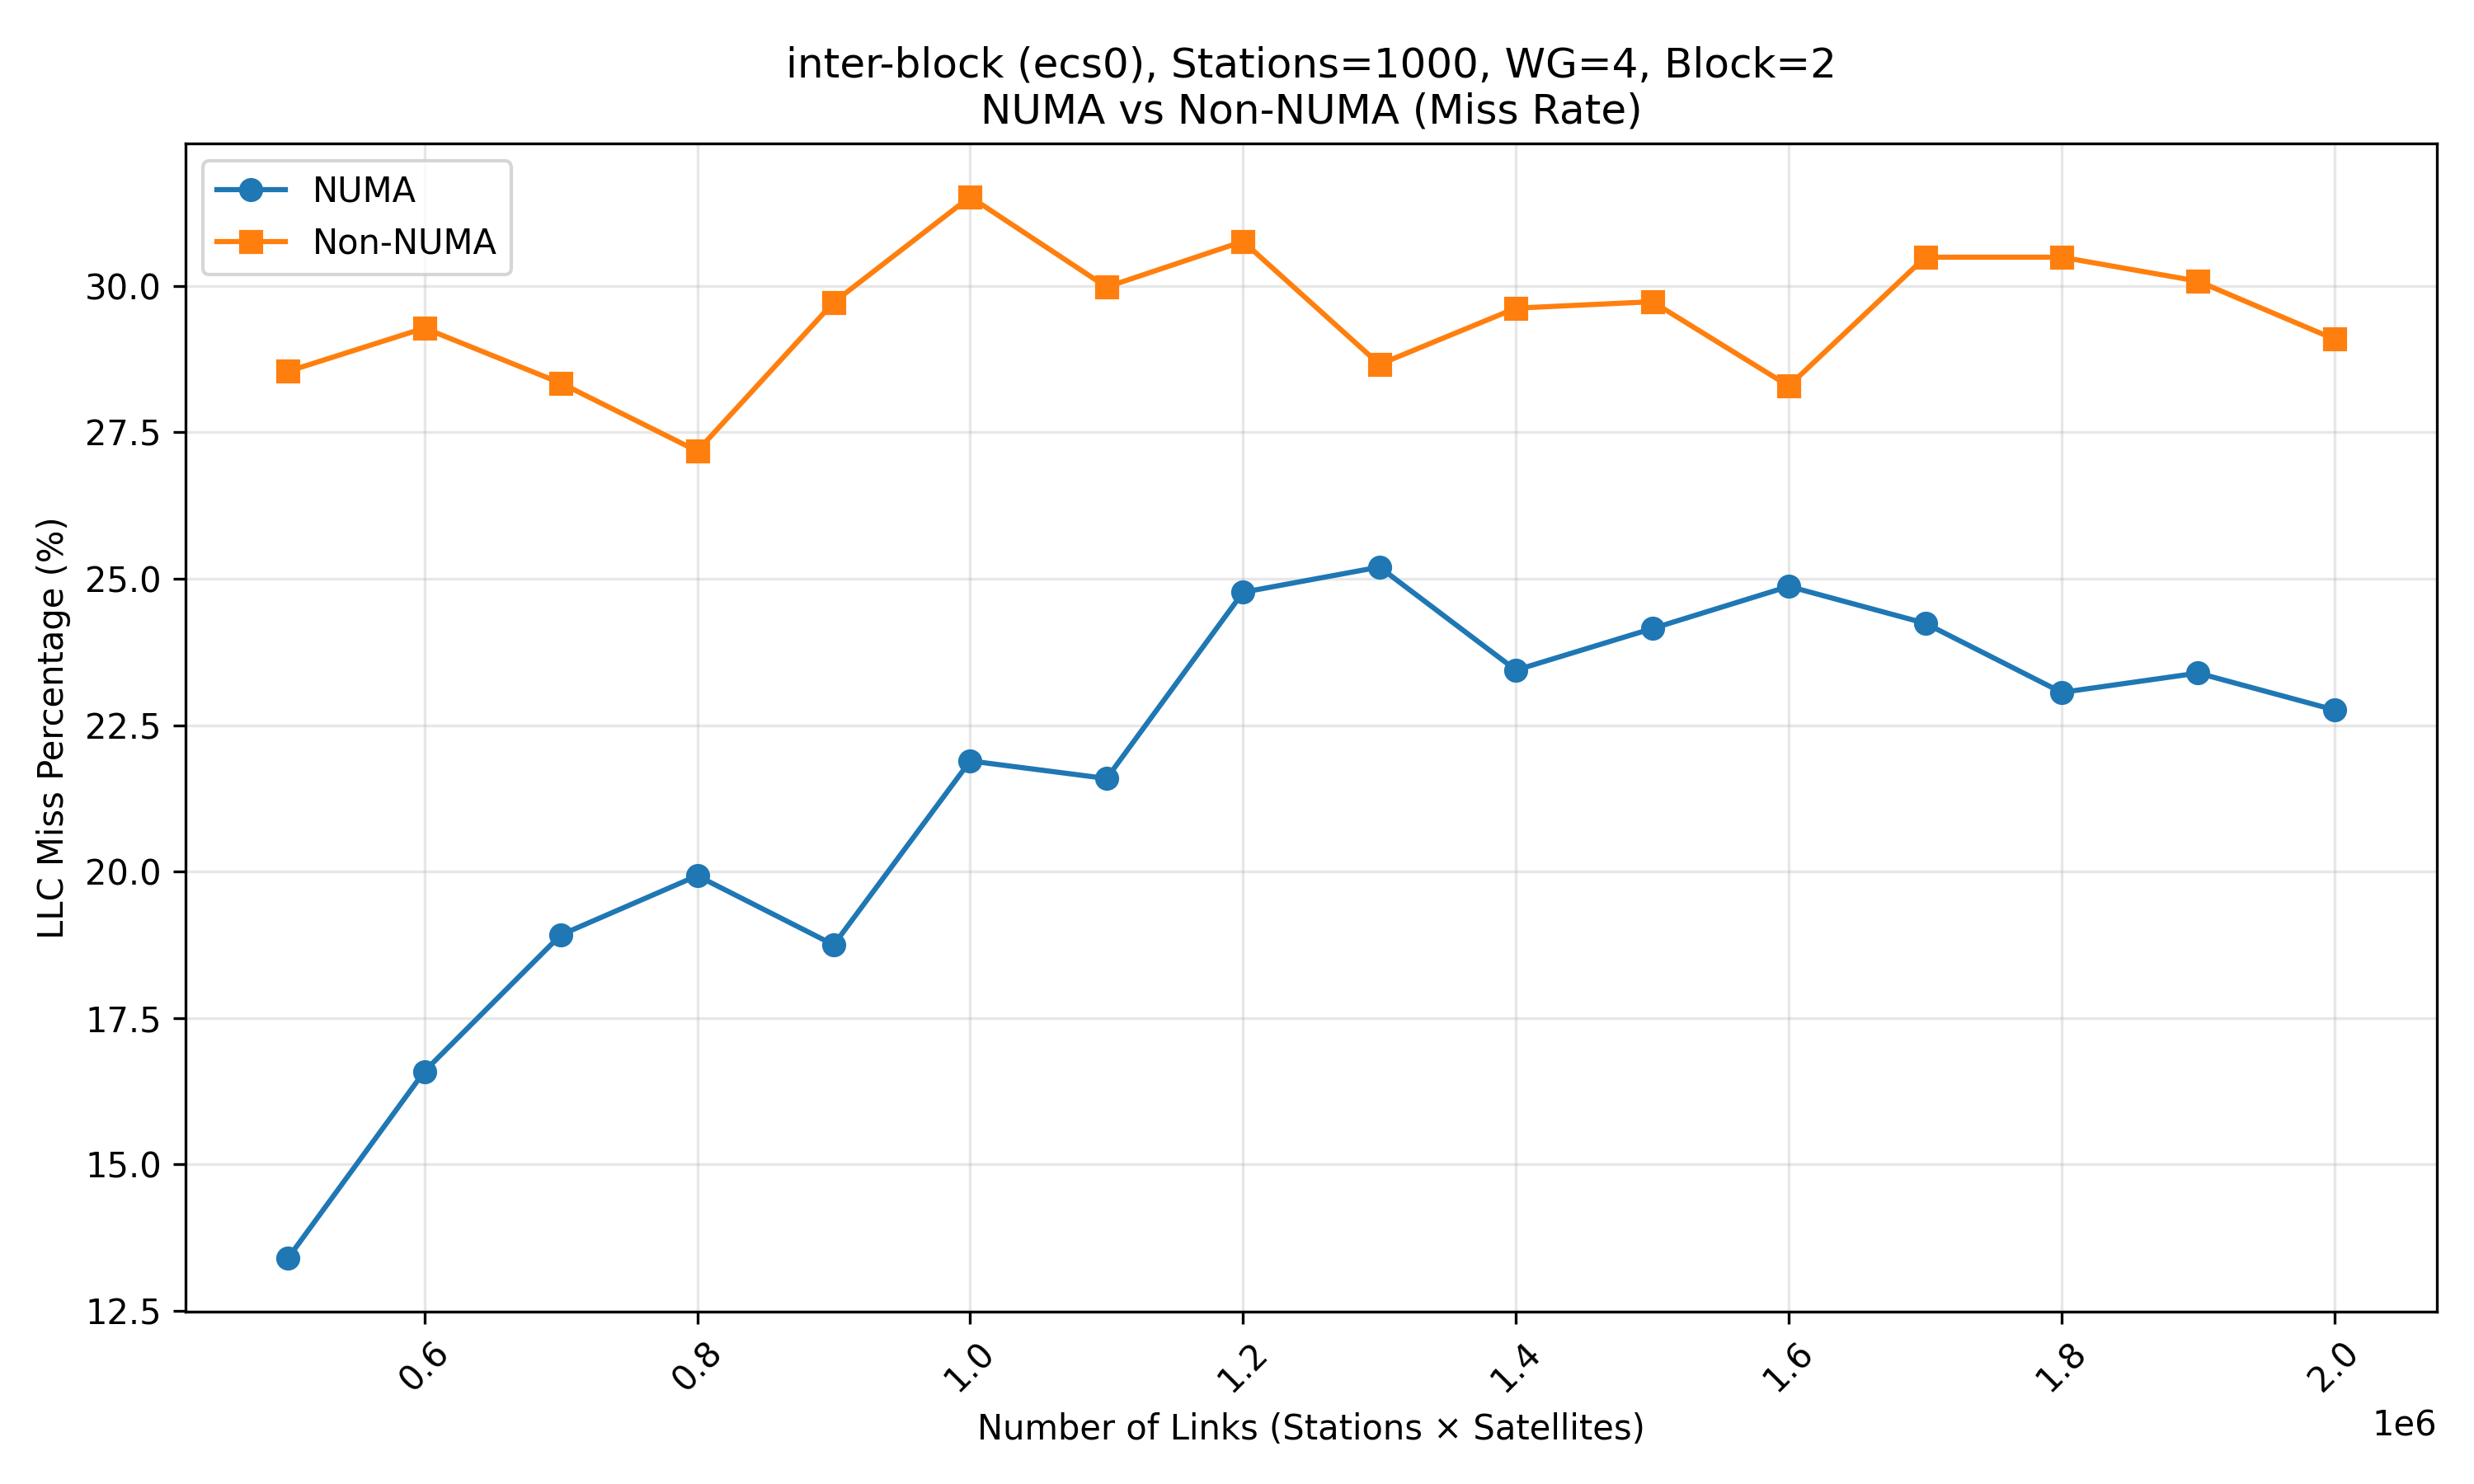 inter-block (ecs0), Stations=1000, WG=4, Block=2
NUMA vs Non-NUMA (Miss Rate)
NUMA
Non-NUMA
LLC Miss Percentage (%)
30.0
27.5
25.0
22.5
20.0
17.5
15.0
12.5
0.6
0.8
1.0
1.2
1.4
1.6
1.8
2.0
1e6
Number of Links (Stations × Satellites)